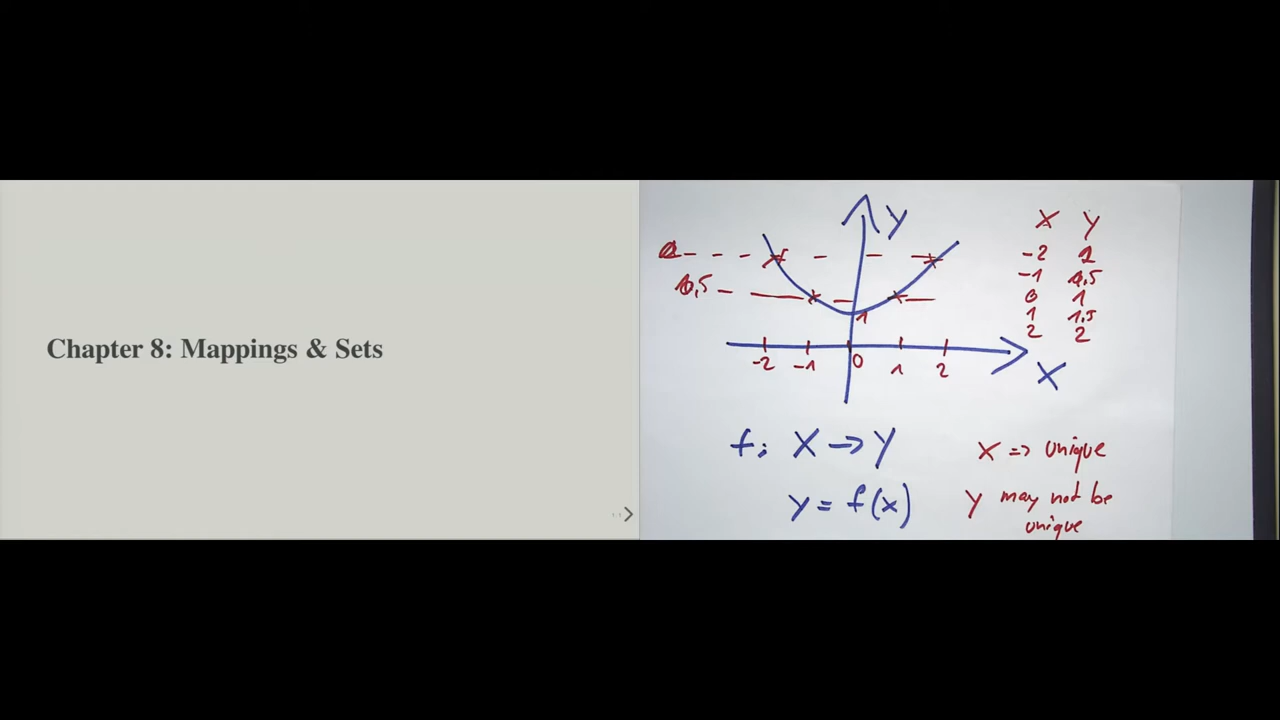 Chapter 8: Mappings & Sets
Y
X Y
-2 2
1,5
-1 1,5
0 1
1 1.5
2 2
1
-2 -1 0 1 2
X
f: X → Y
y = f(x)
X => unique
Y may not be
unique